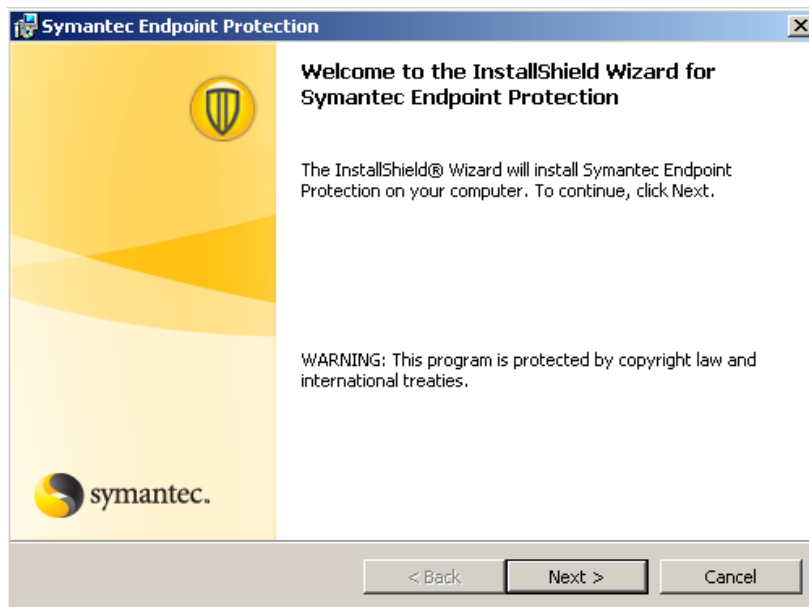 Symantec Endpoint Protection
Welcome to the InstallShield Wizard for
Symantec Endpoint Protection
The InstallShield® Wizard will install Symantec Endpoint
Protection on your computer. To continue, click Next.
WARNING: This program is protected by copyright law and
international treaties.
symantec.
< Back
Next >
Cancel